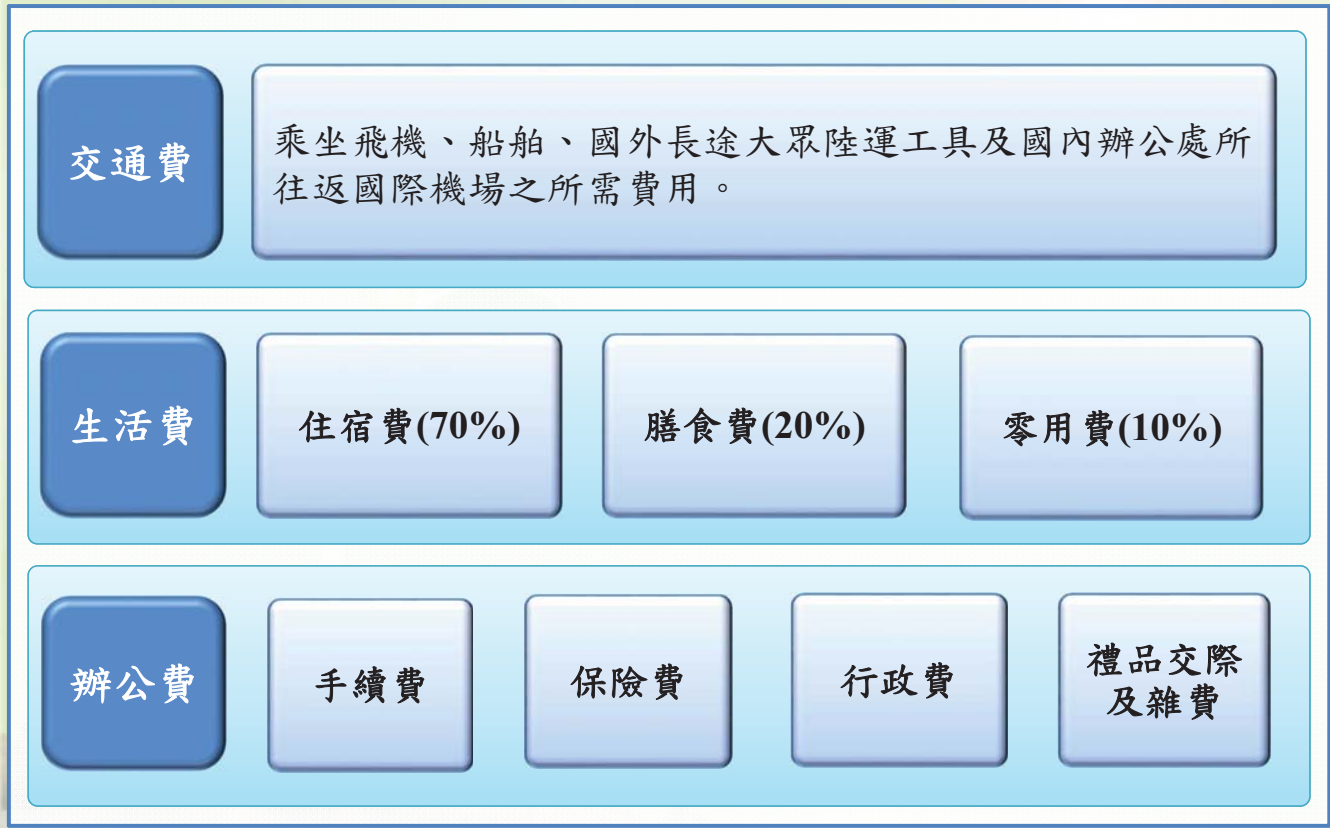 交通費
乘坐飛機、船舶、國外長途大眾陸運工具及國內辦公處所
往返國際機場之所需費用。
生活費
住宿費(70%)
膳食費(20%)
零用費(10%)
辦公費
手續費
保險費
行政費
禮品交際
及雜費